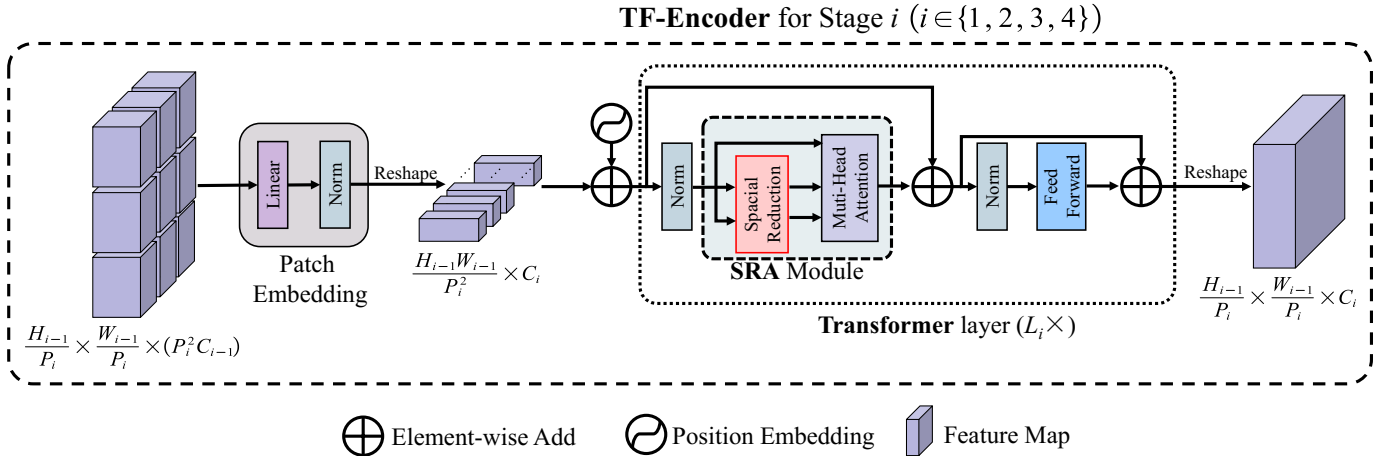 TF-Encoder for Stage i (i∈{1, 2, 3, 4})
Linear
Norm
Reshape
Patch
Embedding
H_{i−1}/P_i × W_{i−1}/P_i × (P_i^2 C_{i−1})
H_{i−1}W_{i−1}/P_i^2 × C_i
Norm
Spacial
Reduction
Muti-Head
Attention
SRA Module
Norm
Feed
Forward
Transformer layer (L_i×)
Reshape
H_{i−1}/P_i × W_{i−1}/P_i × C_i
Element-wise Add
Position Embedding
Feature Map